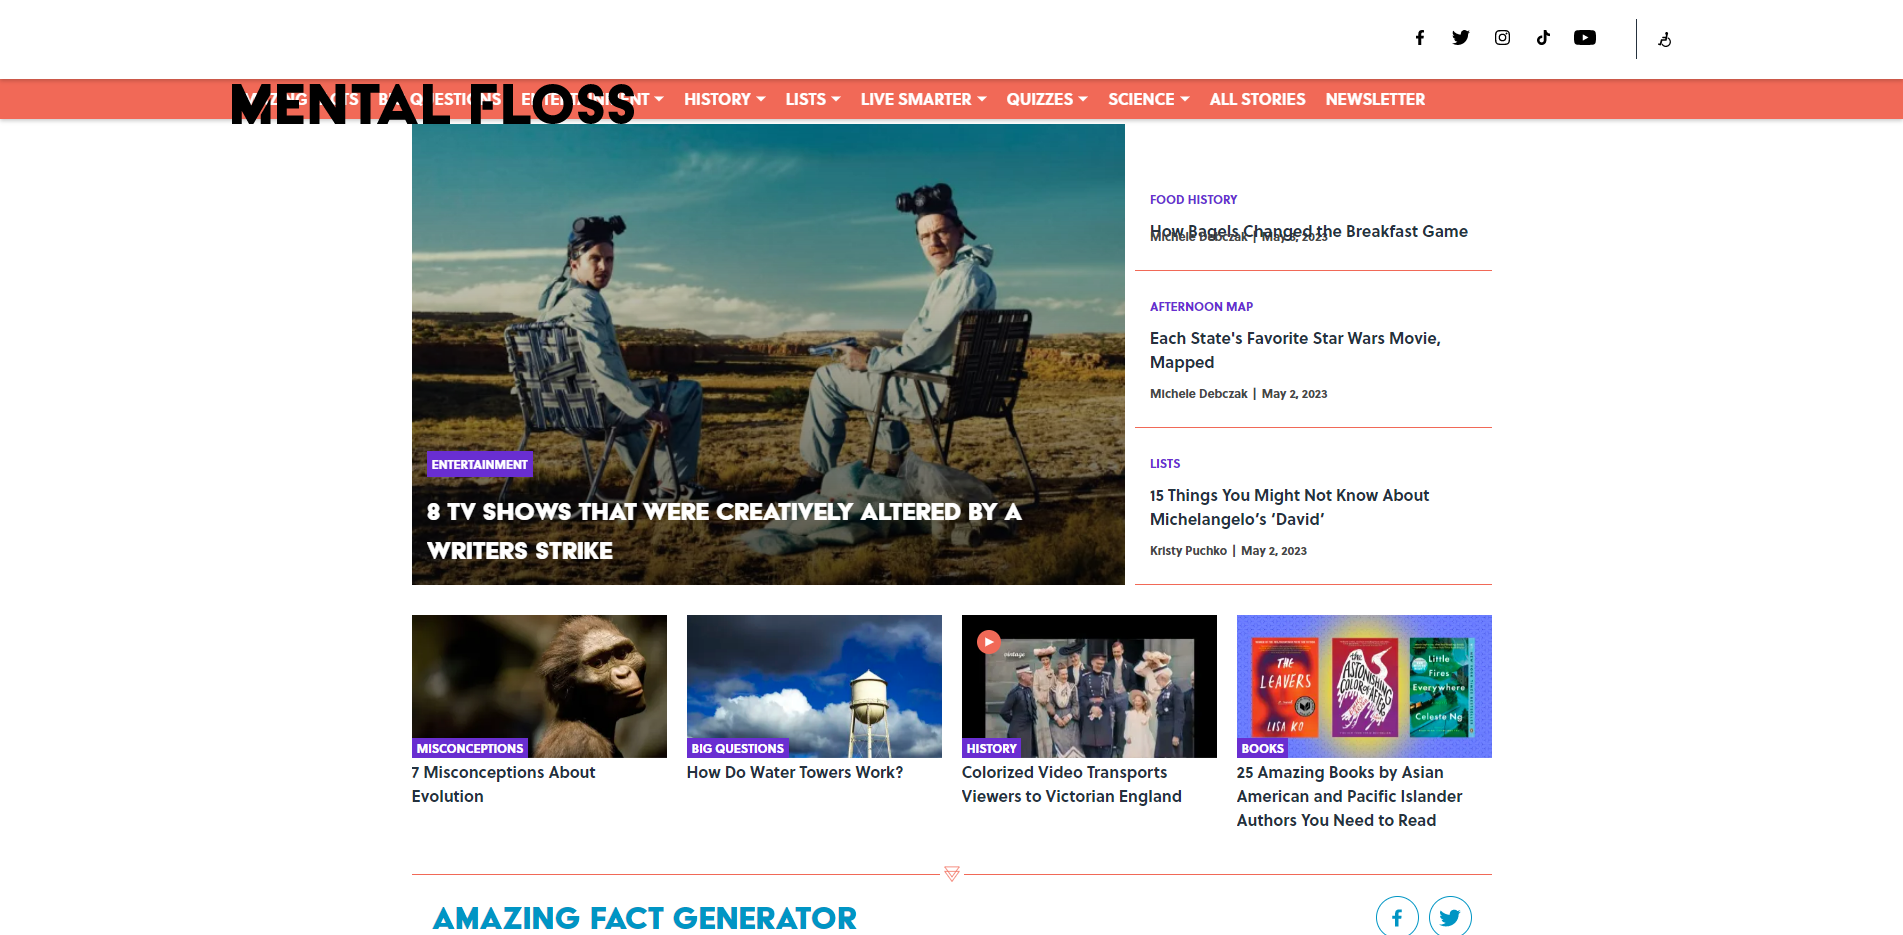 MENTAL FLOSS
AMAZING FACTS BIG QUESTIONS ENTERTAINMENT HISTORY LISTS LIVE SMARTER QUIZZES SCIENCE ALL STORIES NEWSLETTER
ENTERTAINMENT
8 TV SHOWS THAT WERE CREATIVELY ALTERED BY A
WRITERS STRIKE
FOOD HISTORY
How Bagels Changed the Breakfast Game
Michele Debczak | May 3, 2023
AFTERNOON MAP
Each State's Favorite Star Wars Movie,
Mapped
Michele Debczak | May 2, 2023
LISTS
15 Things You Might Not Know About
Michelangelo’s ‘David’
Kristy Puchko | May 2, 2023
MISCONCEPTIONS
7 Misconceptions About
Evolution
BIG QUESTIONS
How Do Water Towers Work?
vintage
HISTORY
Colorized Video Transports
Viewers to Victorian England
THE
LEAVERS
LISA KO
the
ASTONISHING
COLOR of AFTER
Little
Fires
Everywhere
Celeste Ng
BOOKS
25 Amazing Books by Asian
American and Pacific Islander
Authors You Need to Read
AMAZING FACT GENERATOR